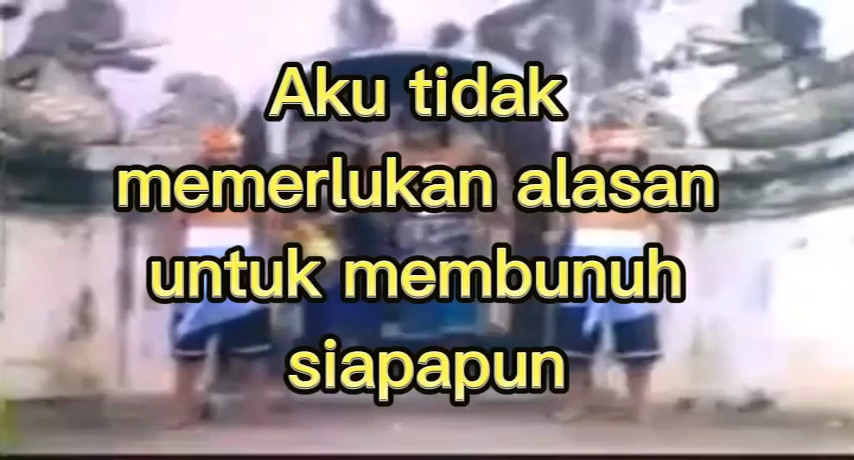 Aku tidak
memerlukan alasan
untuk membunuh
siapapun